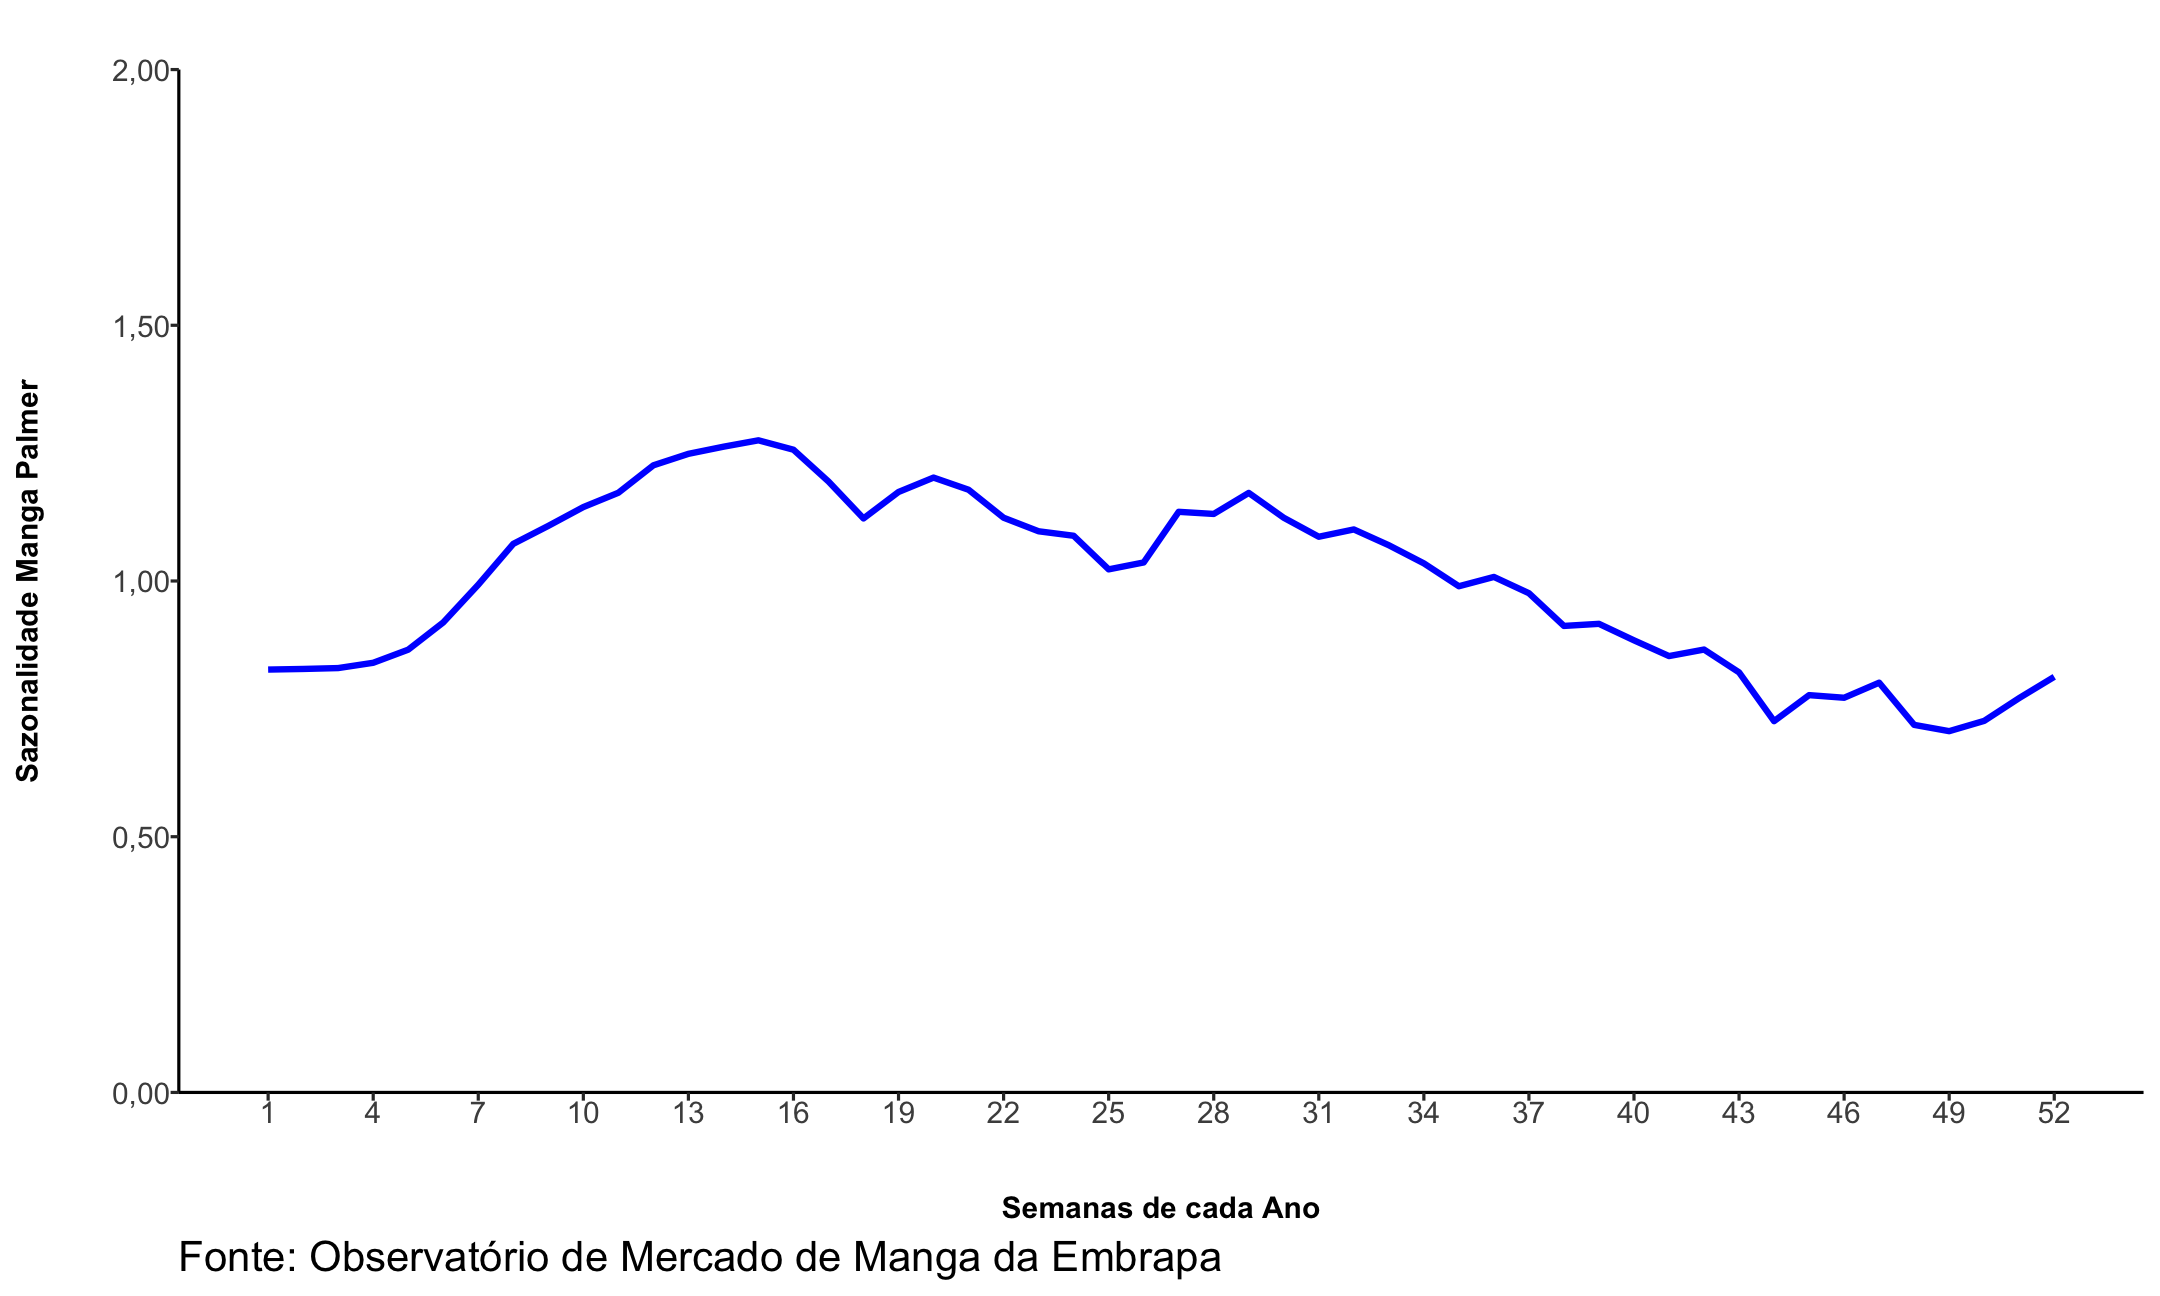 2,00
1,50
1,00
0,50
0,00
Sazonalidade Manga Palmer
1 4 7 10 13 16 19 22 25 28 31 34 37 40 43 46 49 52
Semanas de cada Ano
Fonte: Observatório de Mercado de Manga da Embrapa